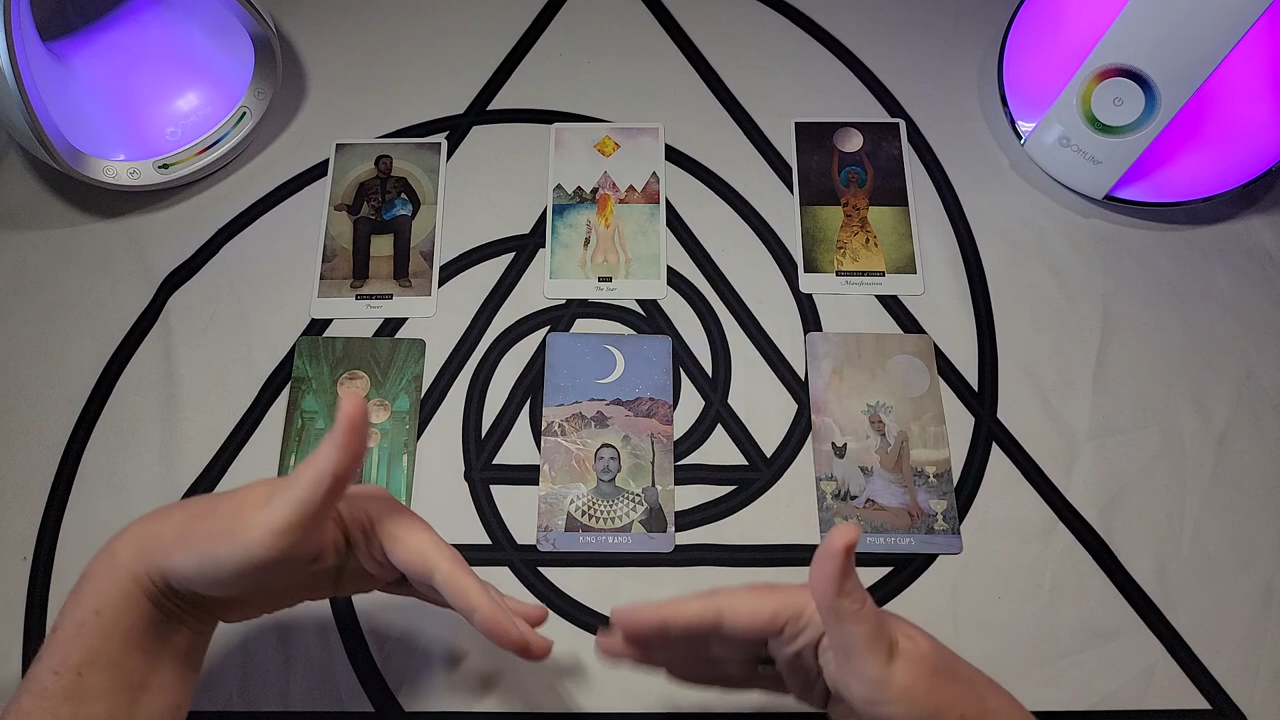 OttLite
KING of DISKS
Power
XVII
The Star
PRINCESS of DISKS
Manifestation
KING OF WANDS
FOUR OF CUPS